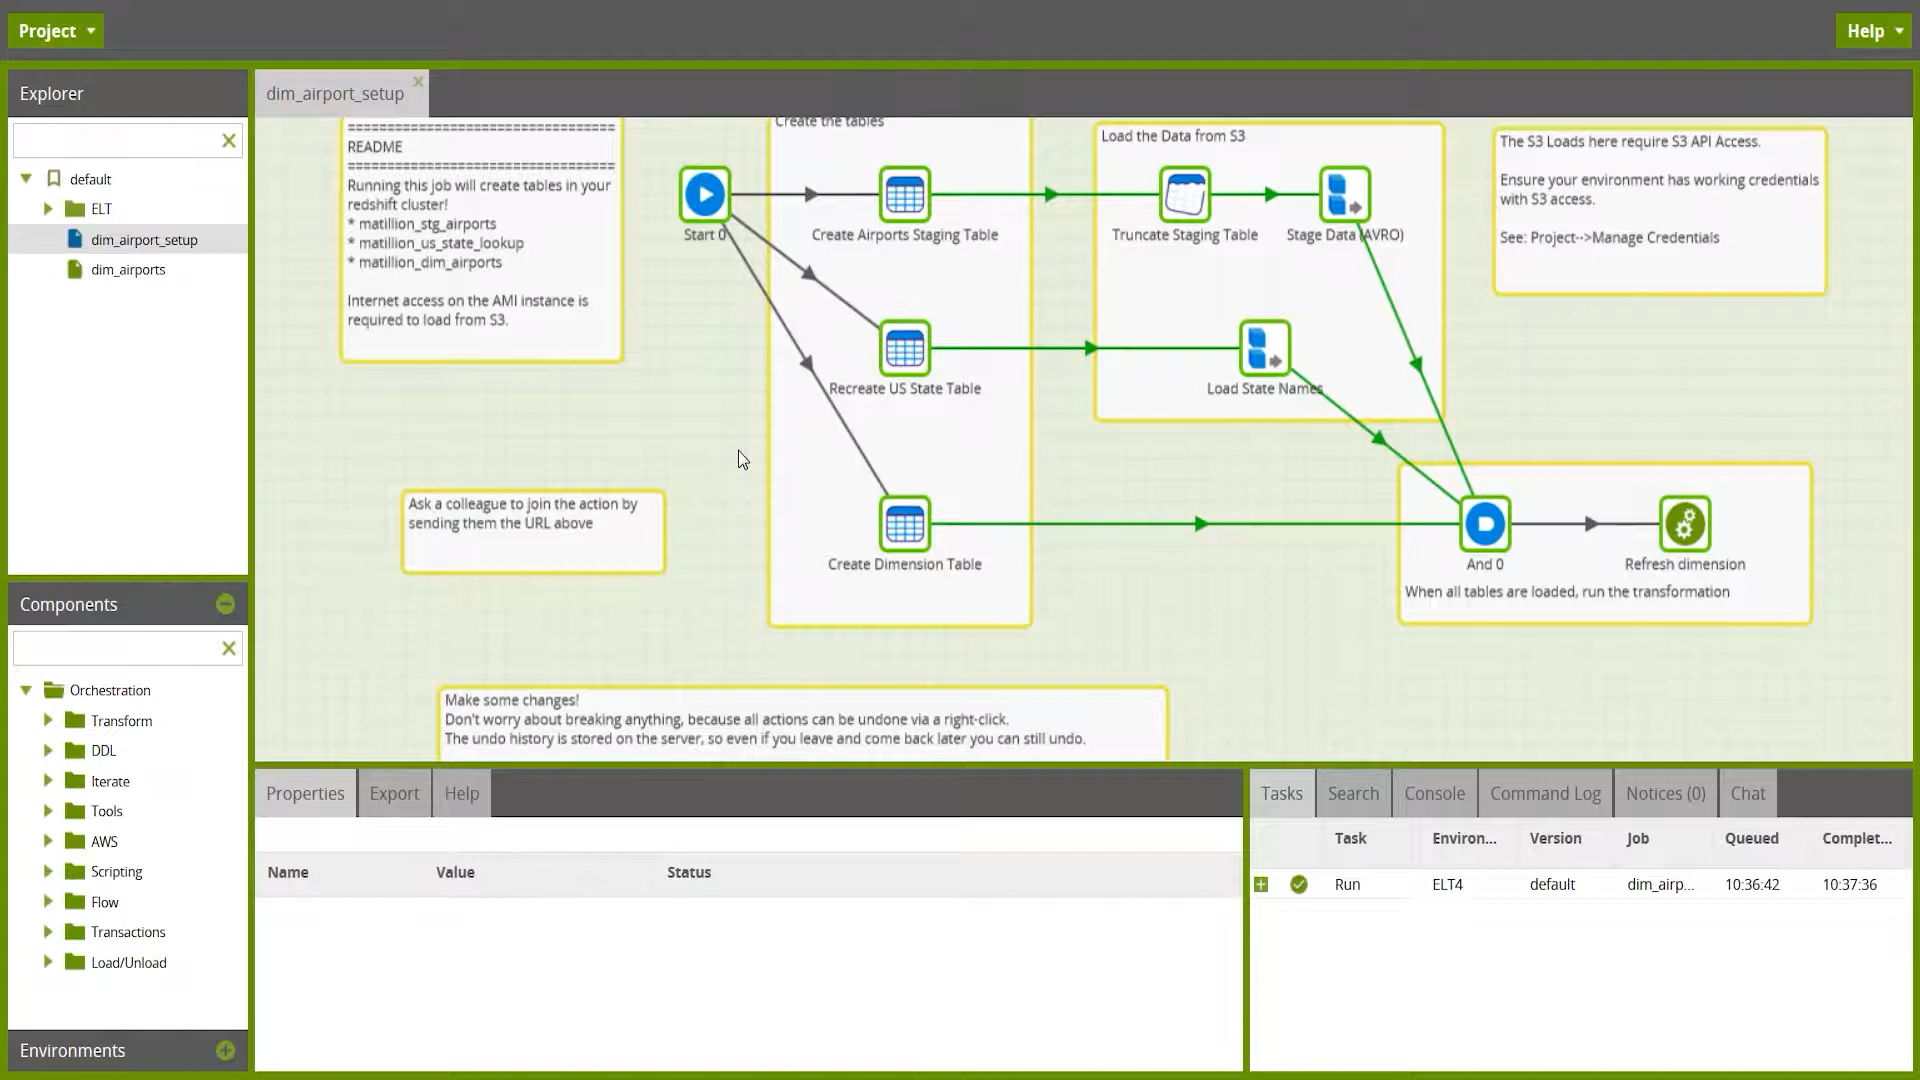 Project
Help
Explorer
dim_airport_setup
default
ELT
dim_airport_setup
dim_airports
===================================
README
===================================
Running this job will create tables in your
redshift cluster!
* matillion_stg_airports
* matillion_us_state_lookup
* matillion_dim_airports
Internet access on the AMI instance is
required to load from S3.
Create the tables
Load the Data from S3
The S3 Loads here require S3 API Access.
Ensure your environment has working credentials
with S3 access.
See: Project-->Manage Credentials
Start 0
Create Airports Staging Table
Truncate Staging Table
Stage Data (AVRO)
Recreate US State Table
Load State Names
Ask a colleague to join the action by
sending them the URL above
Create Dimension Table
And 0
Refresh dimension
When all tables are loaded, run the transformation
Make some changes!
Don't worry about breaking anything, because all actions can be undone via a right-click.
The undo history is stored on the server, so even if you leave and come back later you can still undo.
Components
Orchestration
Transform
DDL
Iterate
Tools
AWS
Scripting
Flow
Transactions
Load/Unload
Environments
Properties
Export
Help
Name
Value
Status
Tasks
Search
Console
Command Log
Notices (0)
Chat
Task
Environ...
Version
Job
Queued
Complet...
Run
ELT4
default
dim_airp...
10:36:42
10:37:36